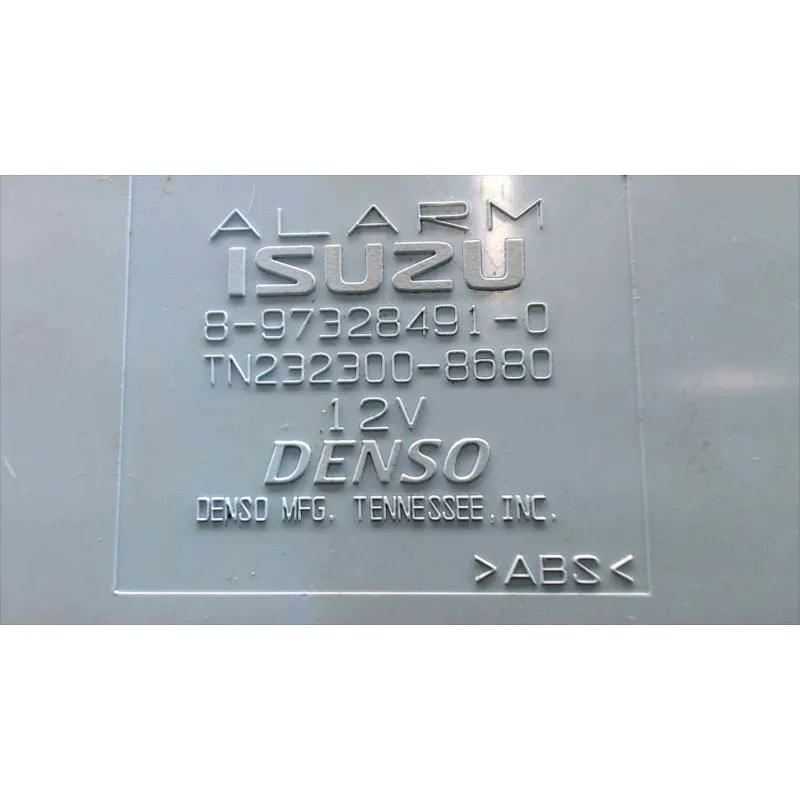 ALARM
ISUZU
8-97328491-0
TN232300-8680
12V
DENSO
DENSO MFG. TENNESSEE, INC.
>ABS<